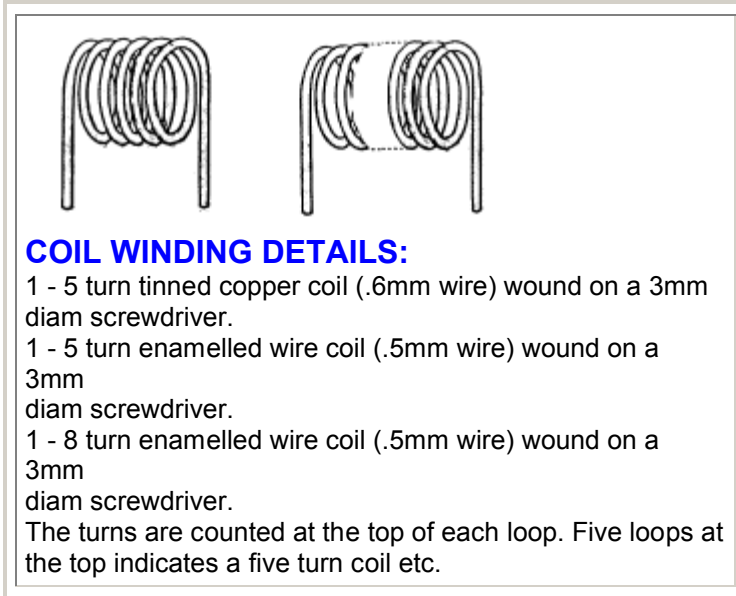 COIL WINDING DETAILS:
1 - 5 turn tinned copper coil (.6mm wire) wound on a 3mm
diam screwdriver.
1 - 5 turn enamelled wire coil (.5mm wire) wound on a
3mm
diam screwdriver.
1 - 8 turn enamelled wire coil (.5mm wire) wound on a
3mm
diam screwdriver.
The turns are counted at the top of each loop. Five loops at
the top indicates a five turn coil etc.